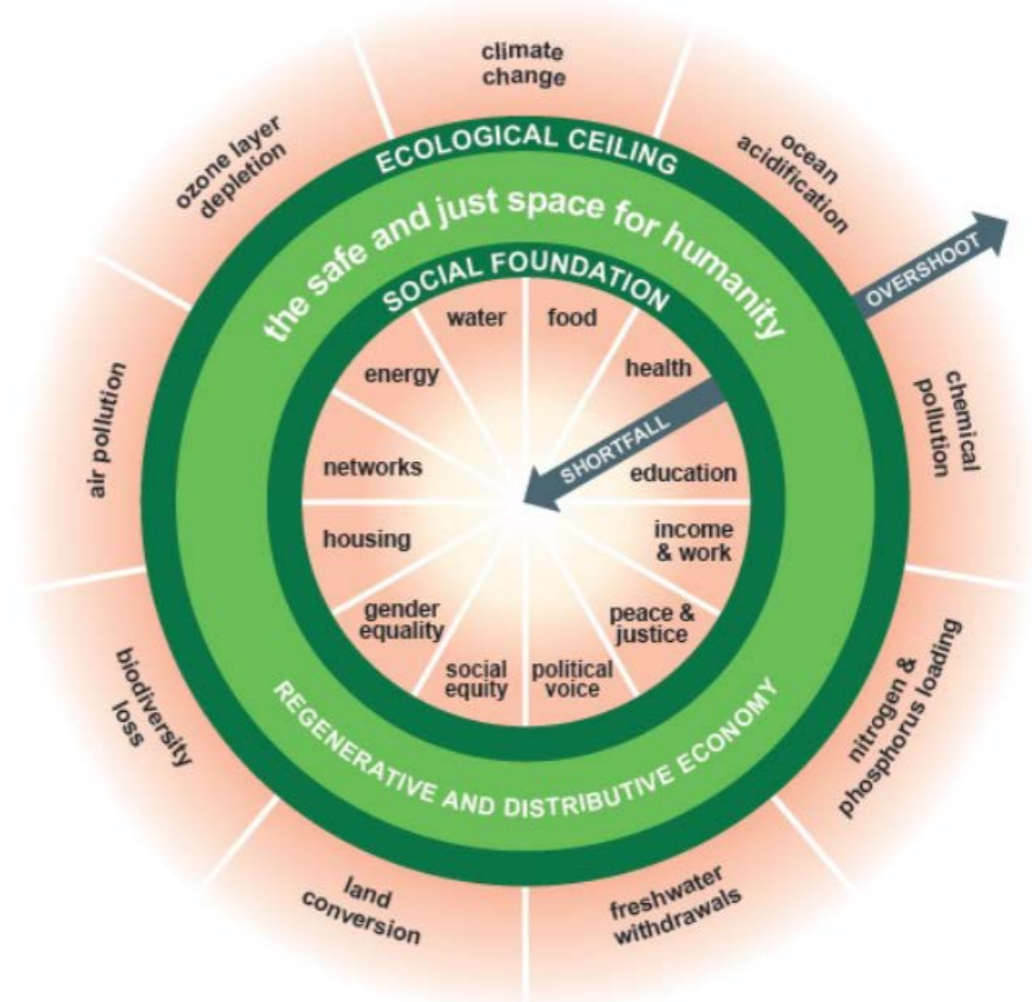 climate
change
ozone layer
depletion
ocean
acidification
ECOLOGICAL CEILING
the safe and just space for humanity
OVERSHOOT
SOCIAL FOUNDATION
water
food
energy
health
SHORTFALL
networks
education
housing
income
& work
gender
equality
peace &
justice
social
equity
political
voice
air pollution
chemical
pollution
REGENERATIVE AND DISTRIBUTIVE ECONOMY
biodiversity
loss
nitrogen &
phosphorus loading
land
conversion
freshwater
withdrawals